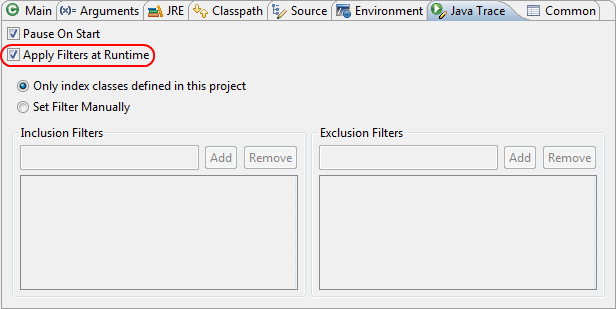 Main (x)= Arguments JRE Classpath Source Environment Java Trace Common
Pause On Start
Apply Filters at Runtime
Only index classes defined in this project
Set Filter Manually
Inclusion Filters Exclusion Filters
Add Remove Add Remove